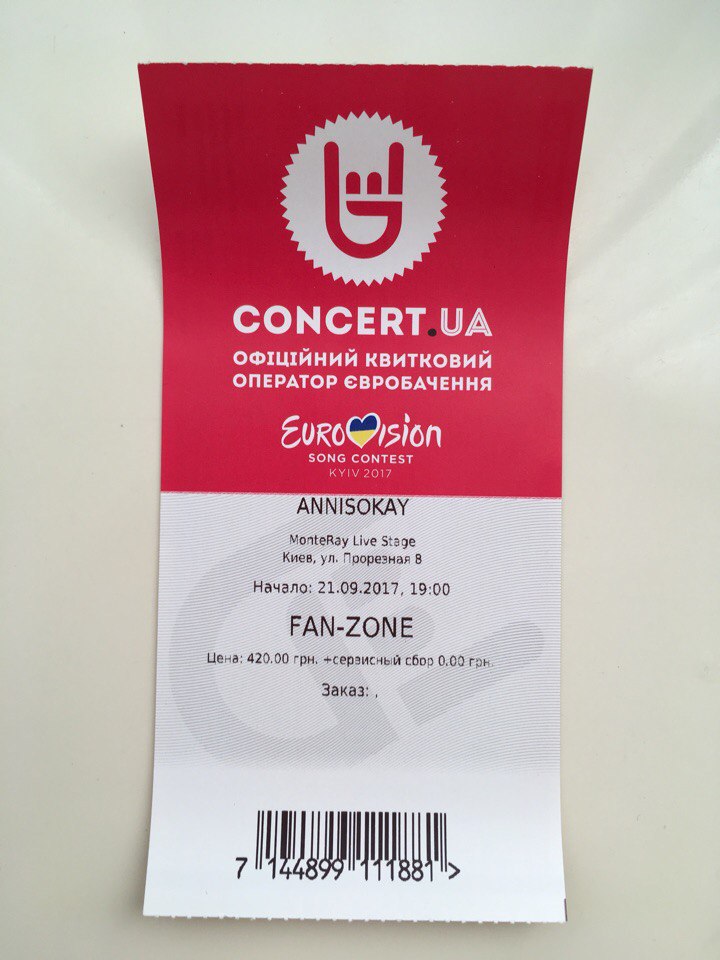 CONCERT.UA
ОФІЦІЙНИЙ КВИТКОВИЙ
ОПЕРАТОР ЄВРОБАЧЕННЯ
EUROVISION
SONG CONTEST
KYIV 2017
ANNISOKAY
MonteRay Live Stage
Киев, ул. Прорезная 8
Начало: 21.09.2017, 19:00
FAN-ZONE
Цена: 420.00 грн. +сервисный сбор 0.00 грн.
Заказ: ,
7 144899 111881 >